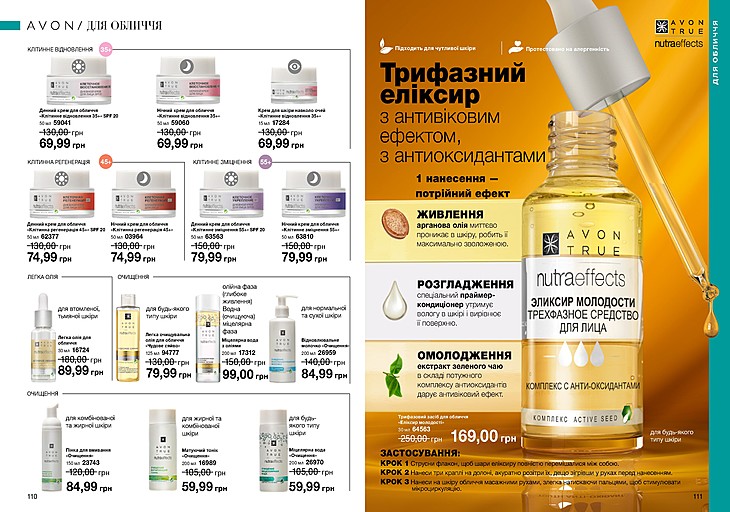 AVON / ДЛЯ ОБЛИЧЧЯ
КЛІТИННЕ ВІДНОВЛЕННЯ 35+
Денний крем для обличчя
«Клітинне відновлення 35+» SPF 20
50 мл 59041
130,00 грн
69,99 грн
Нічний крем для обличчя
«Клітинне відновлення 35+»
50 мл 59060
130,00 грн
69,99 грн
Крем для шкіри навколо очей
«Клітинне відновлення 35+»
15 мл 17284
130,00 грн
69,99 грн
КЛІТИННА РЕГЕНЕРАЦІЯ 45+
Денний крем для обличчя
«Клітинна регенерація 45+» SPF 20
50 мл 62377
130,00 грн
74,99 грн
Нічний крем для обличчя
«Клітинна регенерація 45+»
50 мл 03964
130,00 грн
74,99 грн
КЛІТИННЕ ЗМІЦНЕННЯ 55+
Денний крем для обличчя
«Клітинне зміцнення 55+» SPF 20
50 мл 63563
150,00 грн
79,99 грн
Нічний крем для обличчя
«Клітинне зміцнення 55+»
50 мл 63810
150,00 грн
79,99 грн
ЛЕГКА ОЛІЯ
для втомленої,
тьмяної шкіри
Легка олія для
обличчя
30 мл 16724
180,00 грн
89,99 грн
ОЧИЩЕННЯ
для будь-якого
типу шкіри
Легка очищувальна
олія для обличчя
«Чудове сяйво»
125 мл 94777
130,00 грн
79,99 грн
олійна фаза
(глибоке
живлення)
Водна
(очищуюча)
міцелярна
фаза
Міцелярна вода
з оліями
200 мл 17312
150,00 грн
99,00 грн
для нормальної
та сухої шкіри
Відновлювальне
молочко «Очищення»
200 мл 26959
140,00 грн
84,99 грн
ОЧИЩЕННЯ
для комбінованої
та жирної шкіри
Пінка для вмивання
«Очищення»
150 мл 23743
120,00 грн
84,99 грн
для жирної та
комбінованої
шкіри
Матуючий тонік
«Очищення»
200 мл 16989
105,00 грн
59,99 грн
для будь-
якого типу
шкіри
Міцелярна вода
«Очищення»
200 мл 26970
105,00 грн
59,99 грн
110
Підходить для чутливої шкіри
Протестовано на алергенність
AVON
TRUE
nutraeffects
ДЛЯ ОБЛИЧЧЯ
Трифазний
еліксир
з антивіковим
ефектом,
з антиоксидантами
1 нанесення –
потрійний ефект
ЖИВЛЕННЯ
арганова олія миттєво
проникає в шкіру, робить її
максимально зволоженою.
РОЗГЛАДЖЕННЯ
спеціальний праймер-
кондиціонер утримує
вологу в шкірі і вирівнює
її поверхню.
ОМОЛОДЖЕННЯ
екстракт зеленого чаю
в складі потужного
комплексу антиоксидантів
дарує антивіковий ефект.
AVON
TRUE
nutraeffects
ЭЛИКСИР МОЛОДОСТИ
ТРЕХФАЗНОЕ СРЕДСТВО
ДЛЯ ЛИЦА
КОМПЛЕКС С АНТИ-ОКСИДАНТАМИ
КОМПЛЕКС ACTIVE SEED
Трифазовий засіб для обличчя
«Еліксир молодості»
30 мл 64563
250,00 грн 169,00 грн
для будь-якого
типу шкіри
ЗАСТОСУВАННЯ:
КРОК 1 Струсни флакон, щоб шари еліксиру повністю перемішалися між собою.
КРОК 2 Нанеси три краплі на долоні, акуратно розітри їх, дещо зігрівши у руках перед нанесенням.
КРОК 3 Нанеси на шкіру обличчя масажними рухами, злегка натискаючи пальцями, щоб стимулювати
мікроциркуляцію.
111